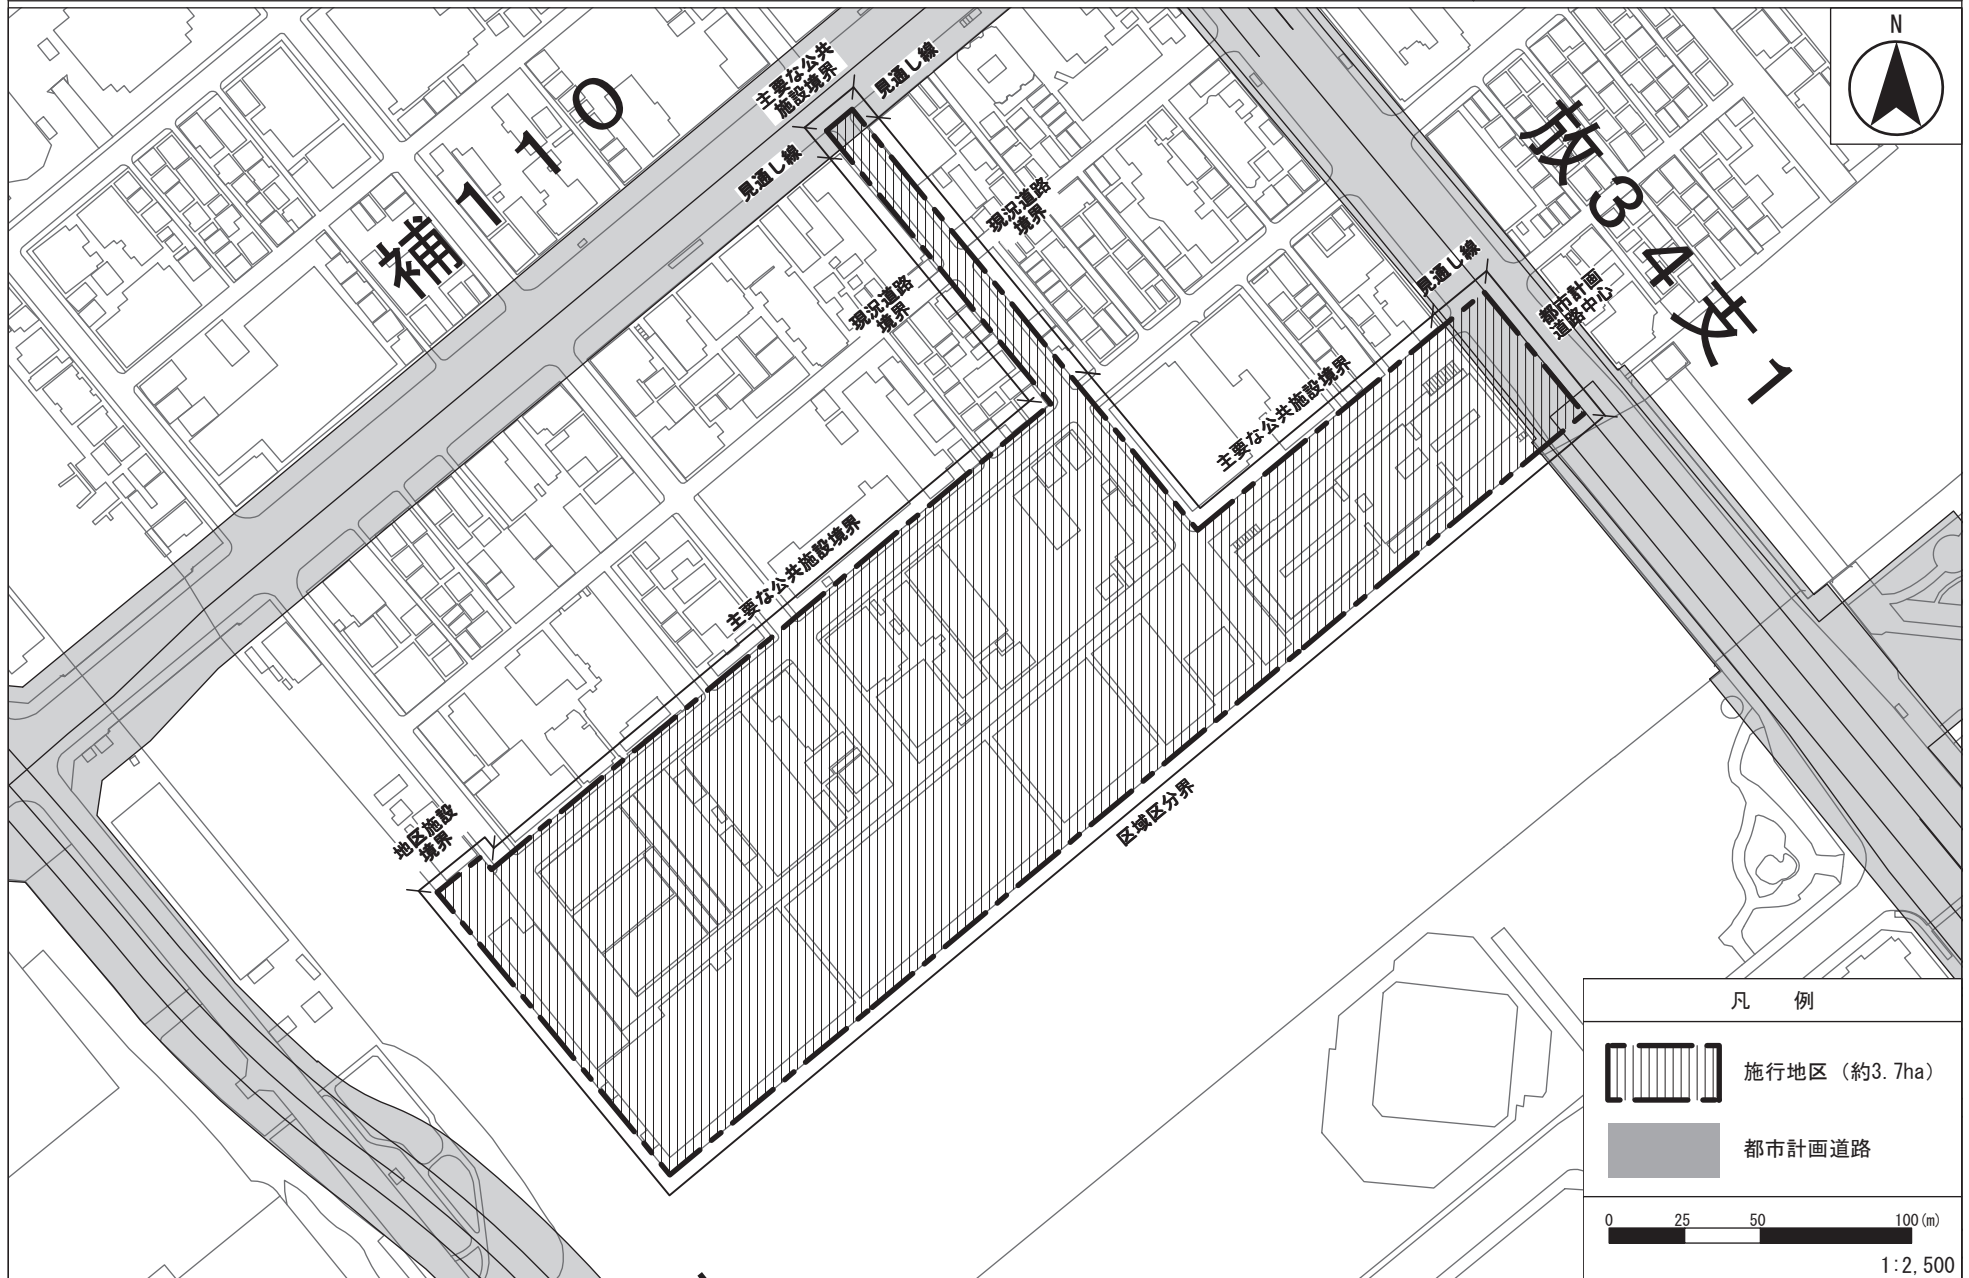 N
主要な公共
施設境界
見通し線
見通し線
補110
放34支1
現況道路
境界
現況道路
境界
見通し線
都市計画
道路中心
主要な公共施設境界
主要な公共施設境界
地区施設
境界
区域区分界
凡 例
施行地区（約3.7ha）
都市計画道路
0 25 50 100(m)
1:2,500